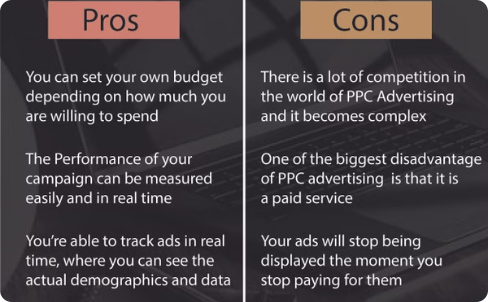 Pros
You can set your own budget
depending on how much you
are willing to spend
The Performance of your
campaign can be measured
easily and in real time
You're able to track ads in real
time, where you can see the
actual demographics and data
Cons
There is a lot of competition in
the world of PPC Advertising
and it becomes complex
One of the biggest disadvantage
of PPC advertising is that it is
a paid service
Your ads will stop being
displayed the moment you
stop paying for them